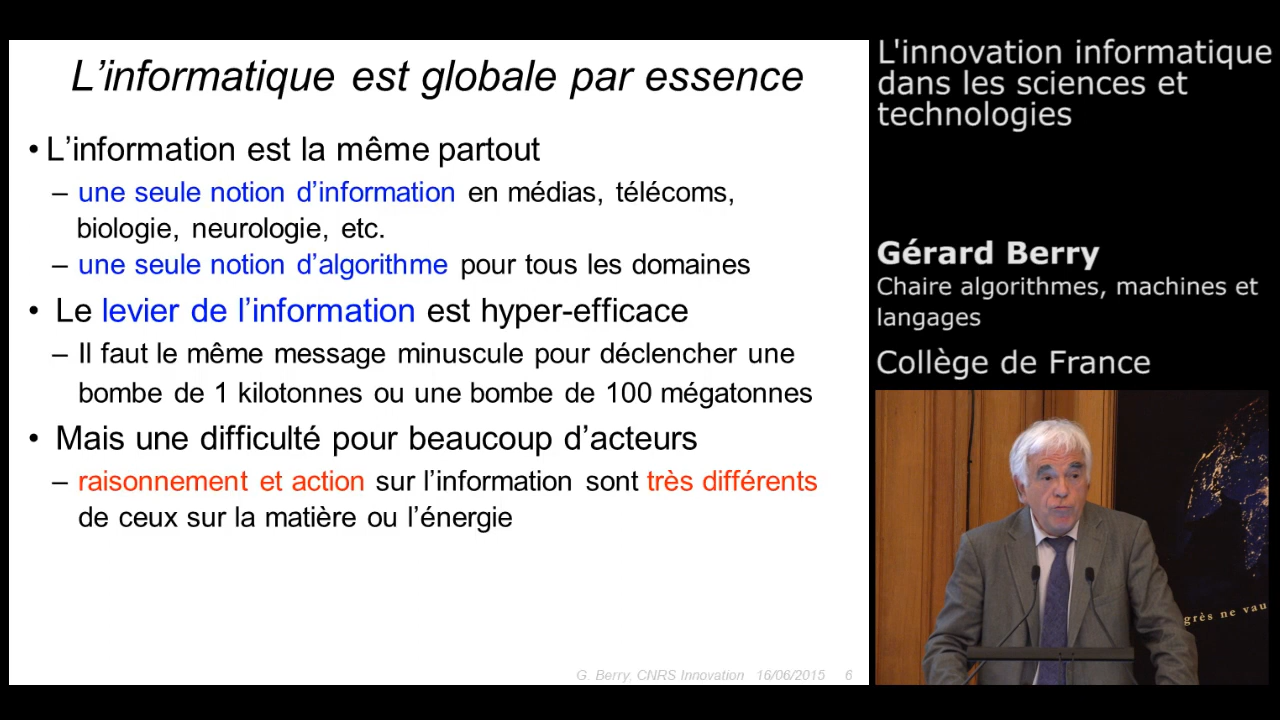 L’informatique est globale par essence
• L’information est la même partout
– une seule notion d’information en médias, télécoms,
biologie, neurologie, etc.
– une seule notion d’algorithme pour tous les domaines
• Le levier de l’information est hyper-efficace
– Il faut le même message minuscule pour déclencher une
bombe de 1 kilotonnes ou une bombe de 100 mégatonnes
• Mais une difficulté pour beaucoup d’acteurs
– raisonnement et action sur l’information sont très différents
de ceux sur la matière ou l’énergie
G. Berry, CNRS Innovation 16/06/2015 6
L'innovation informatique
dans les sciences et
technologies
Gérard Berry
Chaire algorithmes, machines et
langages
Collège de France
grès ne vau